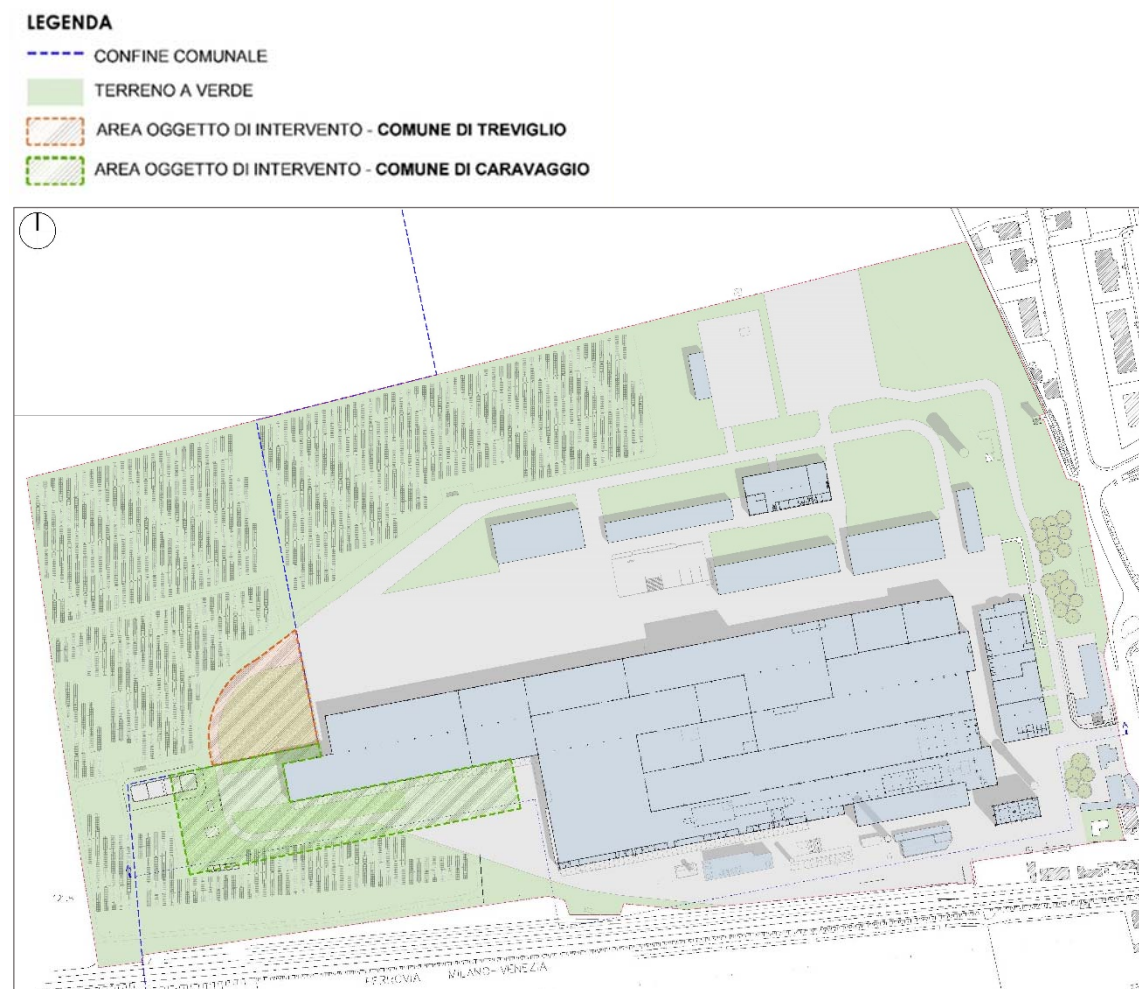 LEGENDA
CONFINE COMUNALE
TERRENO A VERDE
AREA OGGETTO DI INTERVENTO - COMUNE DI TREVIGLIO
AREA OGGETTO DI INTERVENTO - COMUNE DI CARAVAGGIO
FERROVIA MILANO-VENEZIA